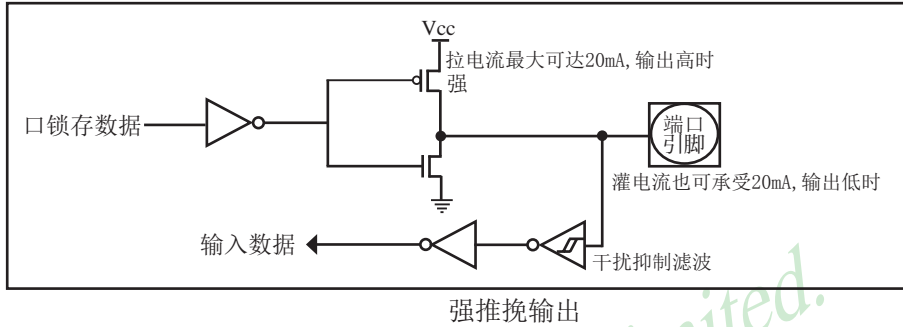 Vcc
拉电流最大可达20mA,输出高时
强
口锁存数据
端口
引脚
灌电流也可承受20mA,输出低时
输入数据
干扰抑制滤波
强推挽输出
mited.